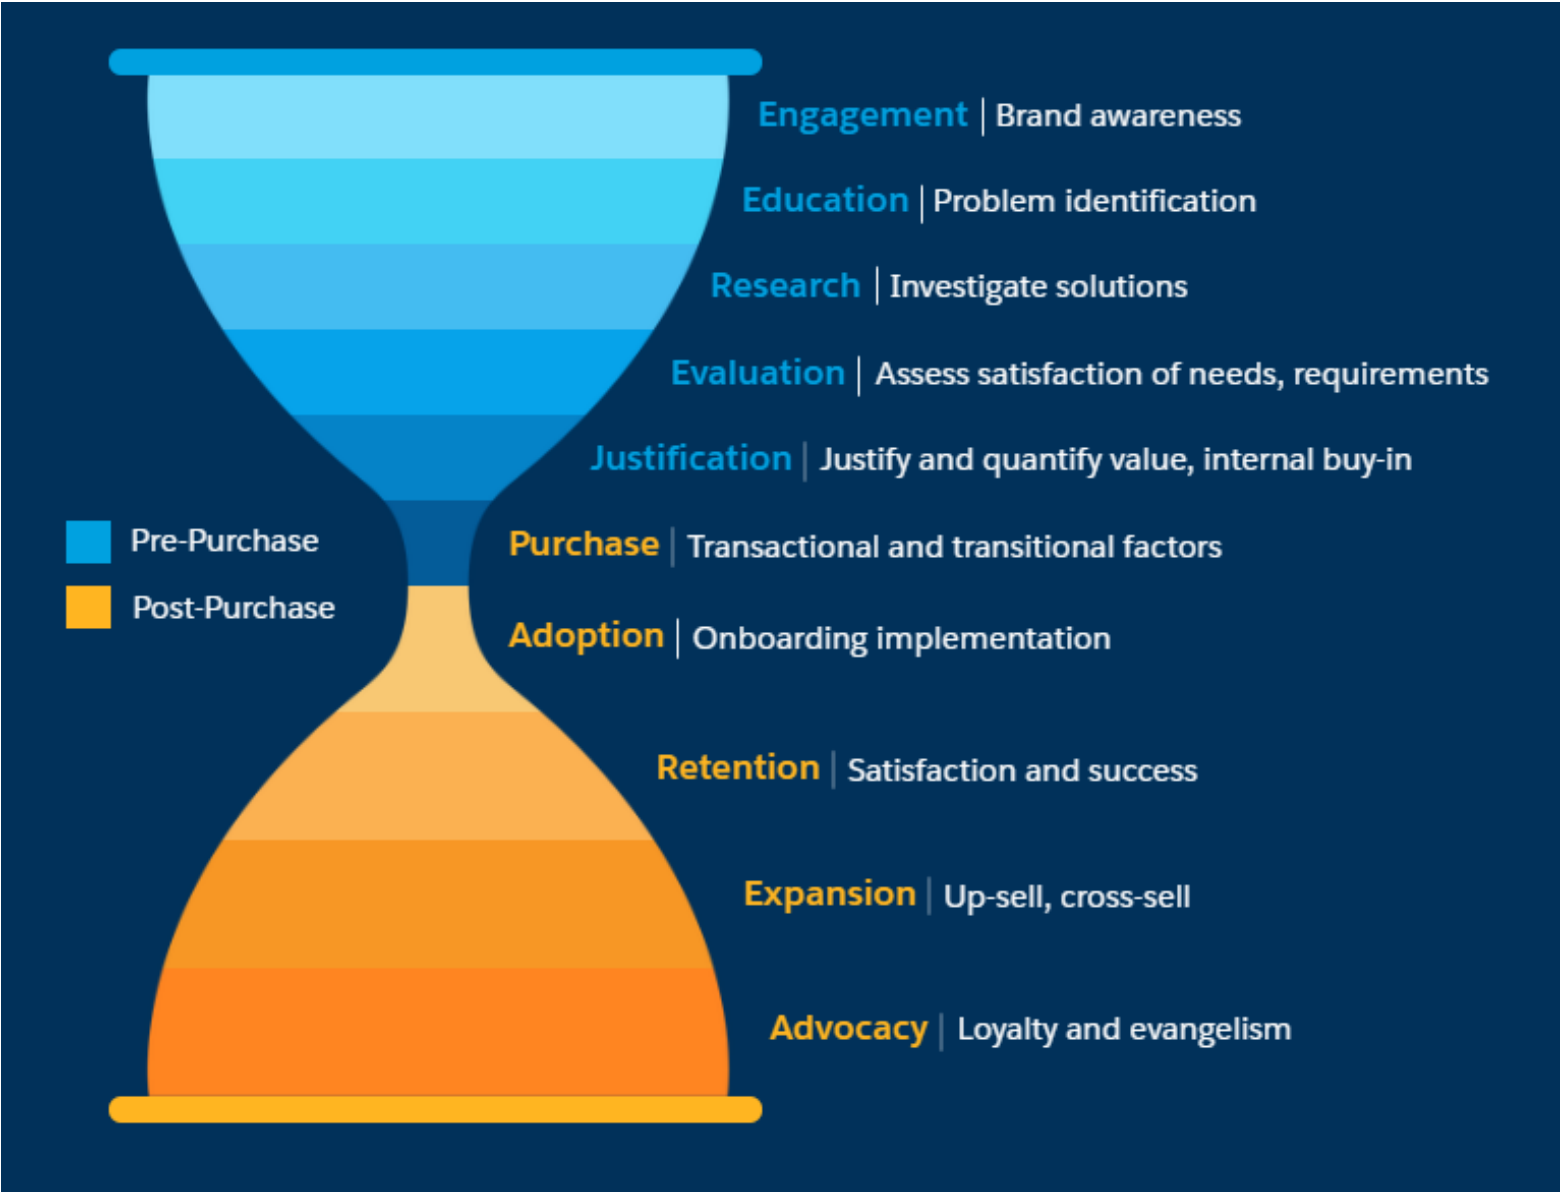 Engagement | Brand awareness
Education | Problem identification
Research | Investigate solutions
Evaluation | Assess satisfaction of needs, requirements
Justification | Justify and quantify value, internal buy-in
Pre-Purchase
Purchase | Transactional and transitional factors
Post-Purchase
Adoption | Onboarding implementation
Retention | Satisfaction and success
Expansion | Up-sell, cross-sell
Advocacy | Loyalty and evangelism